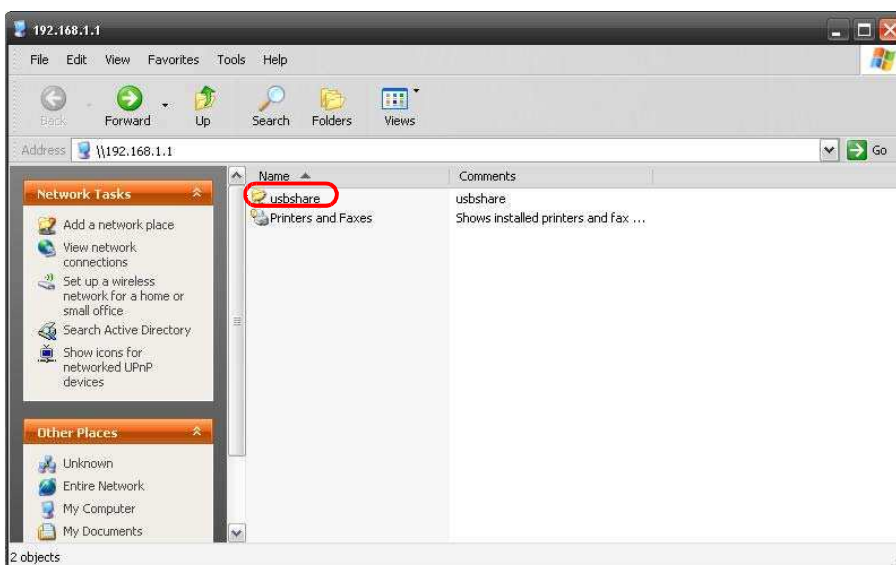 192.168.1.1
File Edit View Favorites Tools Help
Back Forward Up Search Folders Views
Address \\192.168.1.1 Go
Name Comments
usbshare usbshare
Printers and Faxes Shows installed printers and fax ...
Network Tasks
Add a network place
View network
connections
Set up a wireless
network for a home or
small office
Search Active Directory
Show icons for
networked UPnP
devices
Other Places
Unknown
Entire Network
My Computer
My Documents
2 objects